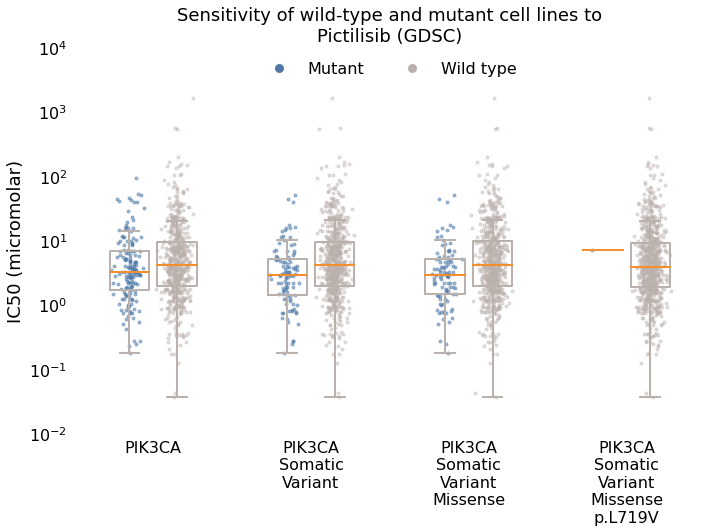 Sensitivity of wild-type and mutant cell lines to
Pictilisib (GDSC)
Mutant
Wild type
IC50 (micromolar)
10⁴
10³
10²
10¹
10⁰
10⁻¹
10⁻²
PIK3CA
PIK3CA
Somatic
Variant
PIK3CA
Somatic
Variant
Missense
PIK3CA
Somatic
Variant
Missense
p.L719V